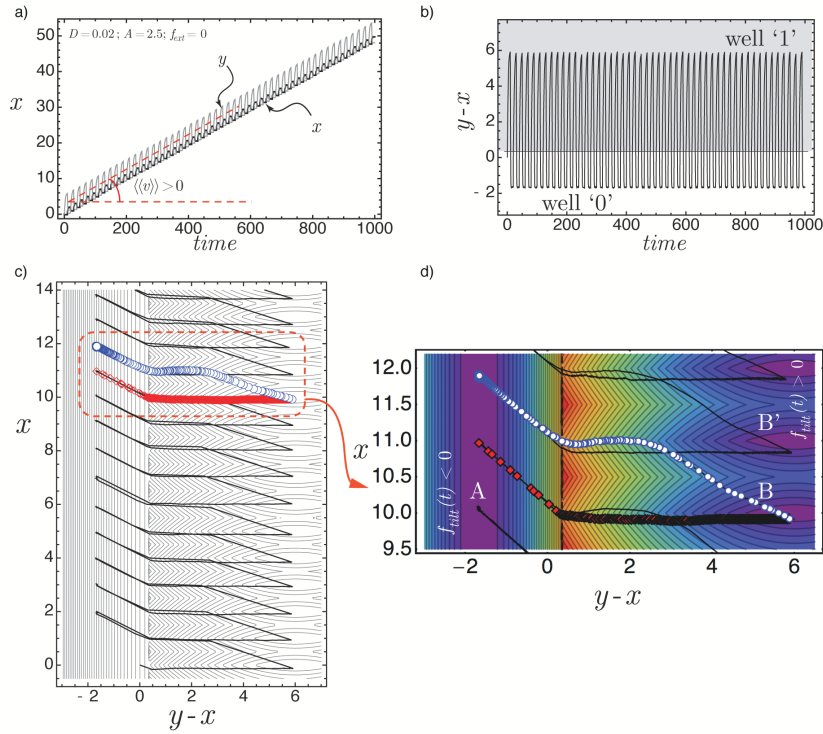 a)
D = 0.02 ; A = 2.5; f_ext = 0
50
40
30
20
10
0
x
y
x
⟨⟨v⟩⟩ > 0
0 200 400 600 800 1000
time
b)
well ‘1’
6
4
2
0
-2
y-x
well ‘0’
0 200 400 600 800 1000
time
c)
14
12
10
8
6
4
2
0
x
-2 0 2 4 6
y-x
d)
12.0
11.5
11.0
10.5
10.0
9.5
x
f_tilt(t) < 0
A
B'
B
f_tilt(t) > 0
-2 0 2 4 6
y-x